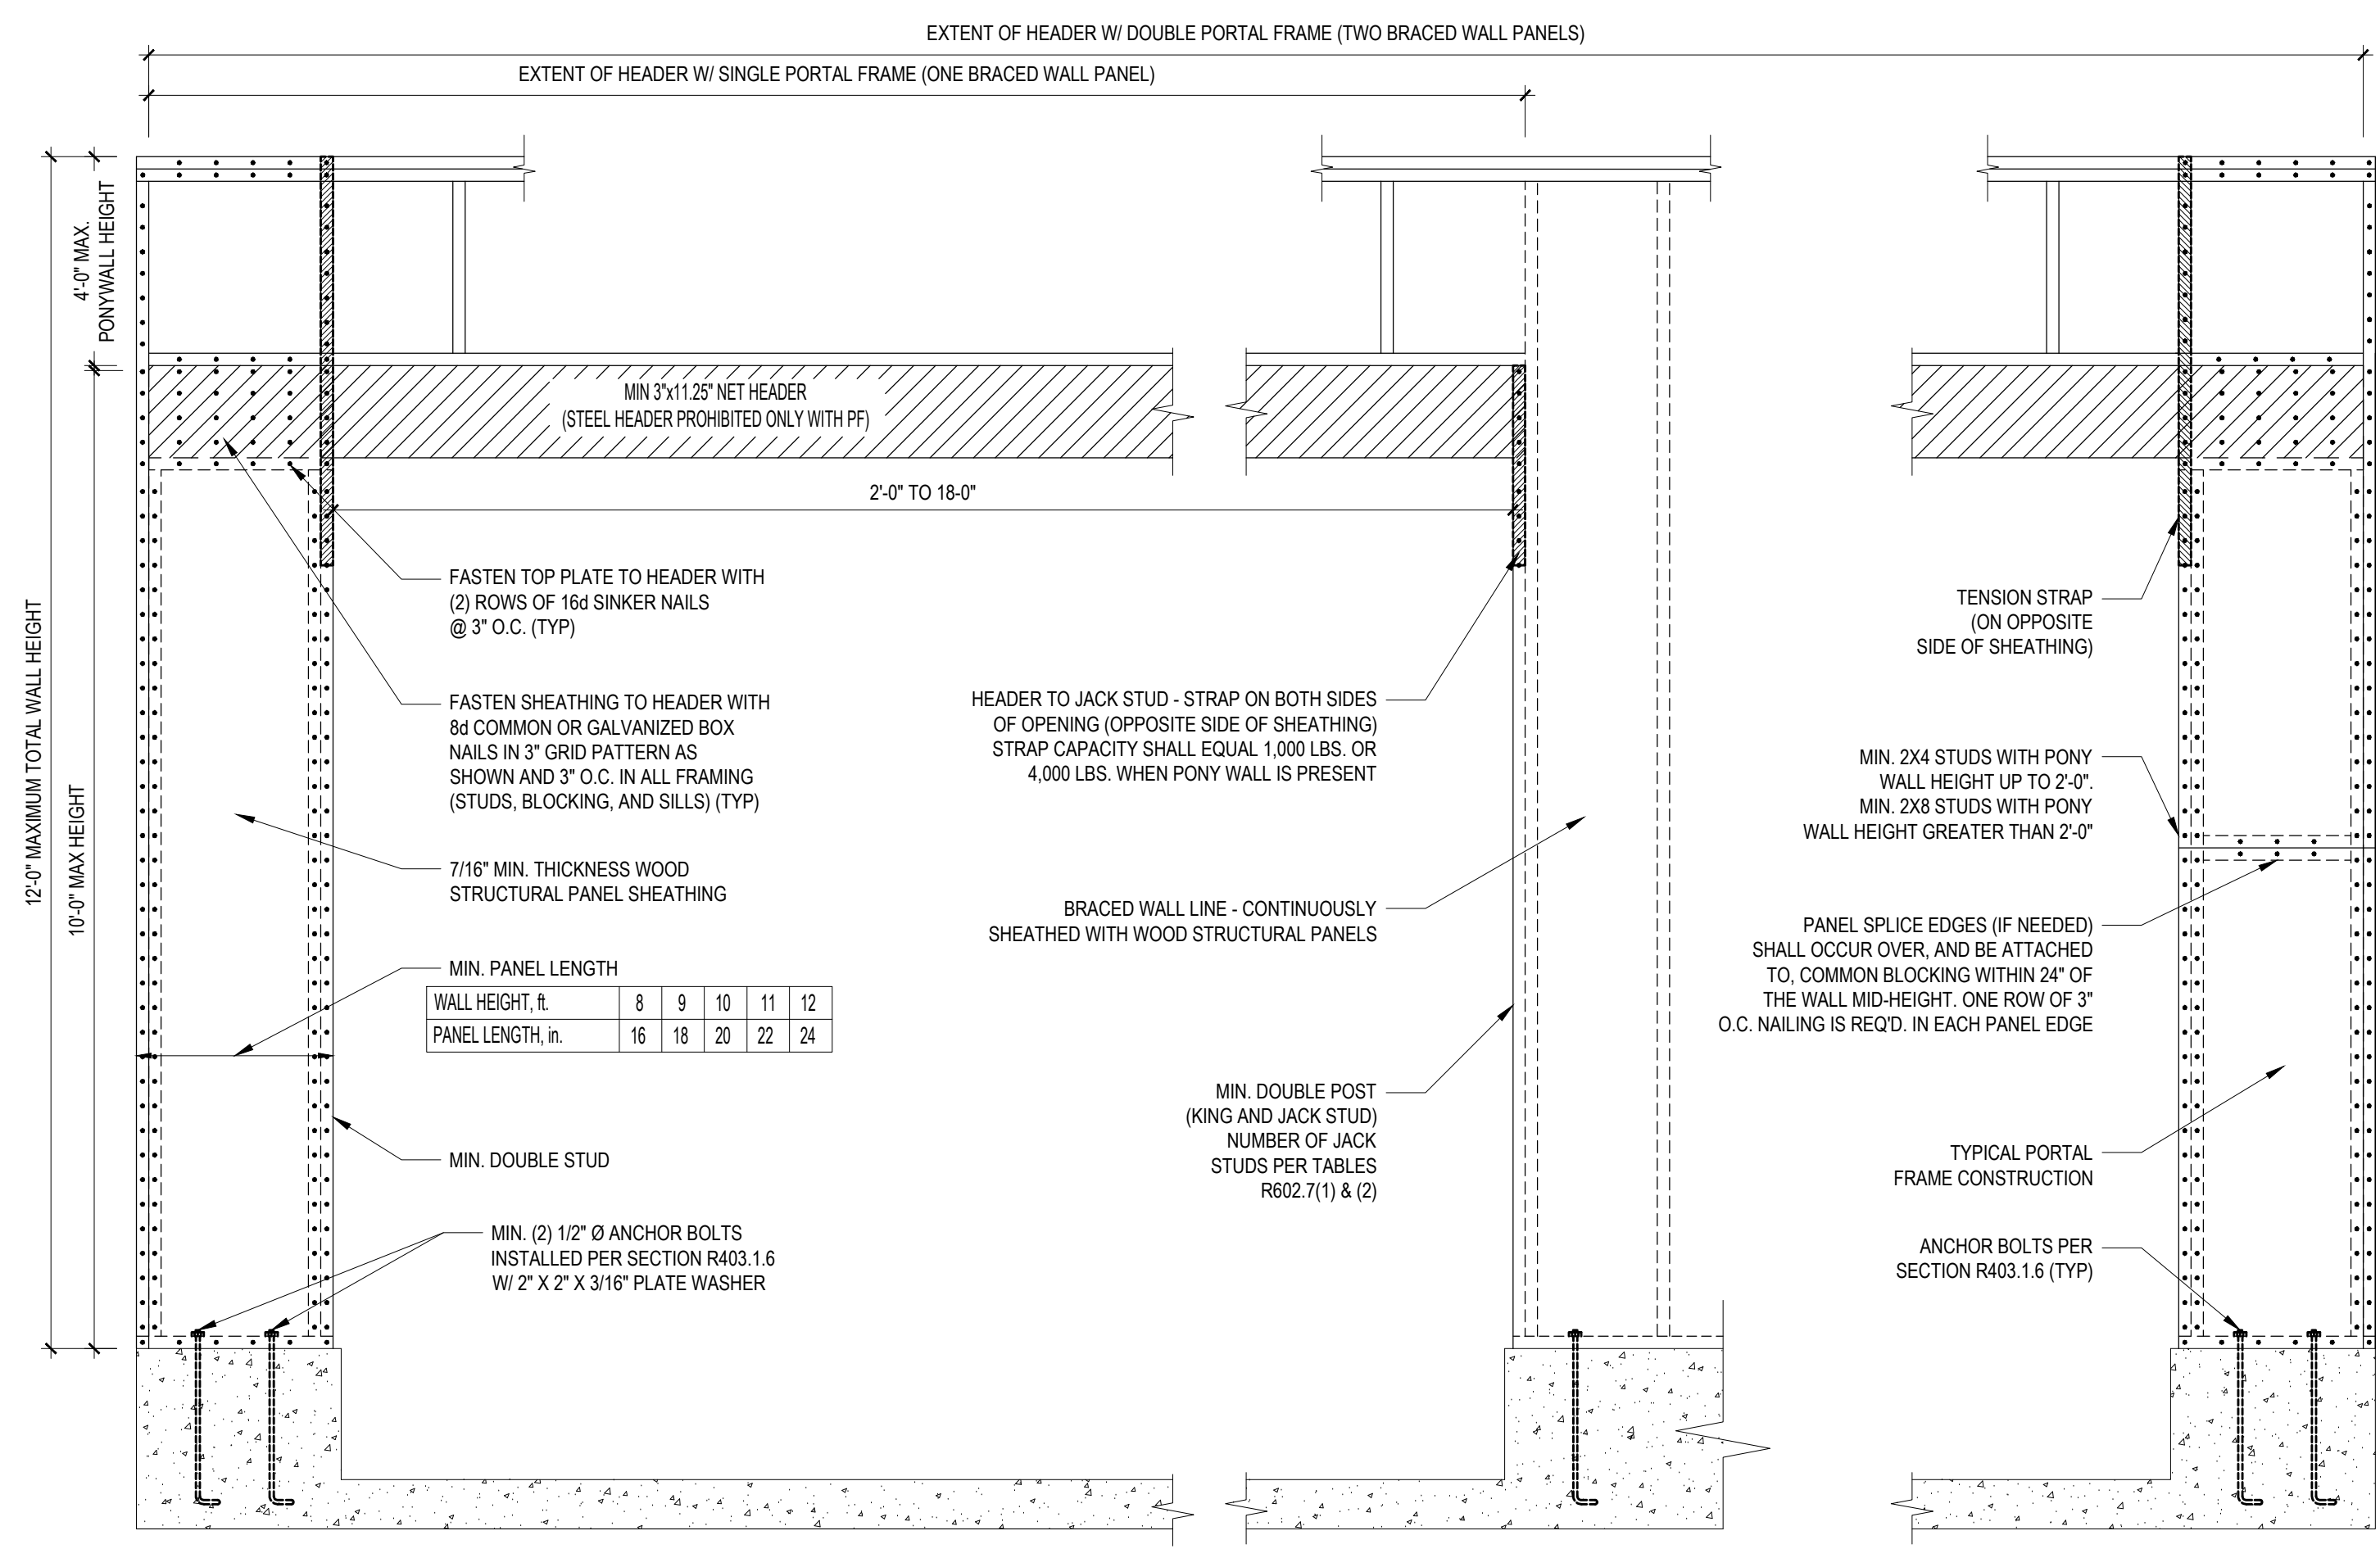 EXTENT OF HEADER W/ DOUBLE PORTAL FRAME (TWO BRACED WALL PANELS)
EXTENT OF HEADER W/ SINGLE PORTAL FRAME (ONE BRACED WALL PANEL)
4'-0" MAX.
PONYWALL HEIGHT
12'-0" MAXIMUM TOTAL WALL HEIGHT
10'-0" MAX HEIGHT
MIN 3"x11.25" NET HEADER
(STEEL HEADER PROHIBITED ONLY WITH PF)
2'-0" TO 18-0"
FASTEN TOP PLATE TO HEADER WITH
(2) ROWS OF 16d SINKER NAILS
@ 3" O.C. (TYP)
FASTEN SHEATHING TO HEADER WITH
8d COMMON OR GALVANIZED BOX
NAILS IN 3" GRID PATTERN AS
SHOWN AND 3" O.C. IN ALL FRAMING
(STUDS, BLOCKING, AND SILLS) (TYP)
7/16" MIN. THICKNESS WOOD
STRUCTURAL PANEL SHEATHING
MIN. PANEL LENGTH
WALL HEIGHT, ft. 8 9 10 11 12
PANEL LENGTH, in. 16 18 20 22 24
MIN. DOUBLE STUD
MIN. (2) 1/2" Ø ANCHOR BOLTS
INSTALLED PER SECTION R403.1.6
W/ 2" X 2" X 3/16" PLATE WASHER
HEADER TO JACK STUD - STRAP ON BOTH SIDES
OF OPENING (OPPOSITE SIDE OF SHEATHING)
STRAP CAPACITY SHALL EQUAL 1,000 LBS. OR
4,000 LBS. WHEN PONY WALL IS PRESENT
BRACED WALL LINE - CONTINUOUSLY
SHEATHED WITH WOOD STRUCTURAL PANELS
MIN. DOUBLE POST
(KING AND JACK STUD)
NUMBER OF JACK
STUDS PER TABLES
R602.7(1) & (2)
TENSION STRAP
(ON OPPOSITE
SIDE OF SHEATHING)
MIN. 2X4 STUDS WITH PONY
WALL HEIGHT UP TO 2'-0".
MIN. 2X8 STUDS WITH PONY
WALL HEIGHT GREATER THAN 2'-0"
PANEL SPLICE EDGES (IF NEEDED)
SHALL OCCUR OVER, AND BE ATTACHED
TO, COMMON BLOCKING WITHIN 24" OF
THE WALL MID-HEIGHT. ONE ROW OF 3"
O.C. NAILING IS REQ'D. IN EACH PANEL EDGE
TYPICAL PORTAL
FRAME CONSTRUCTION
ANCHOR BOLTS PER
SECTION R403.1.6 (TYP)